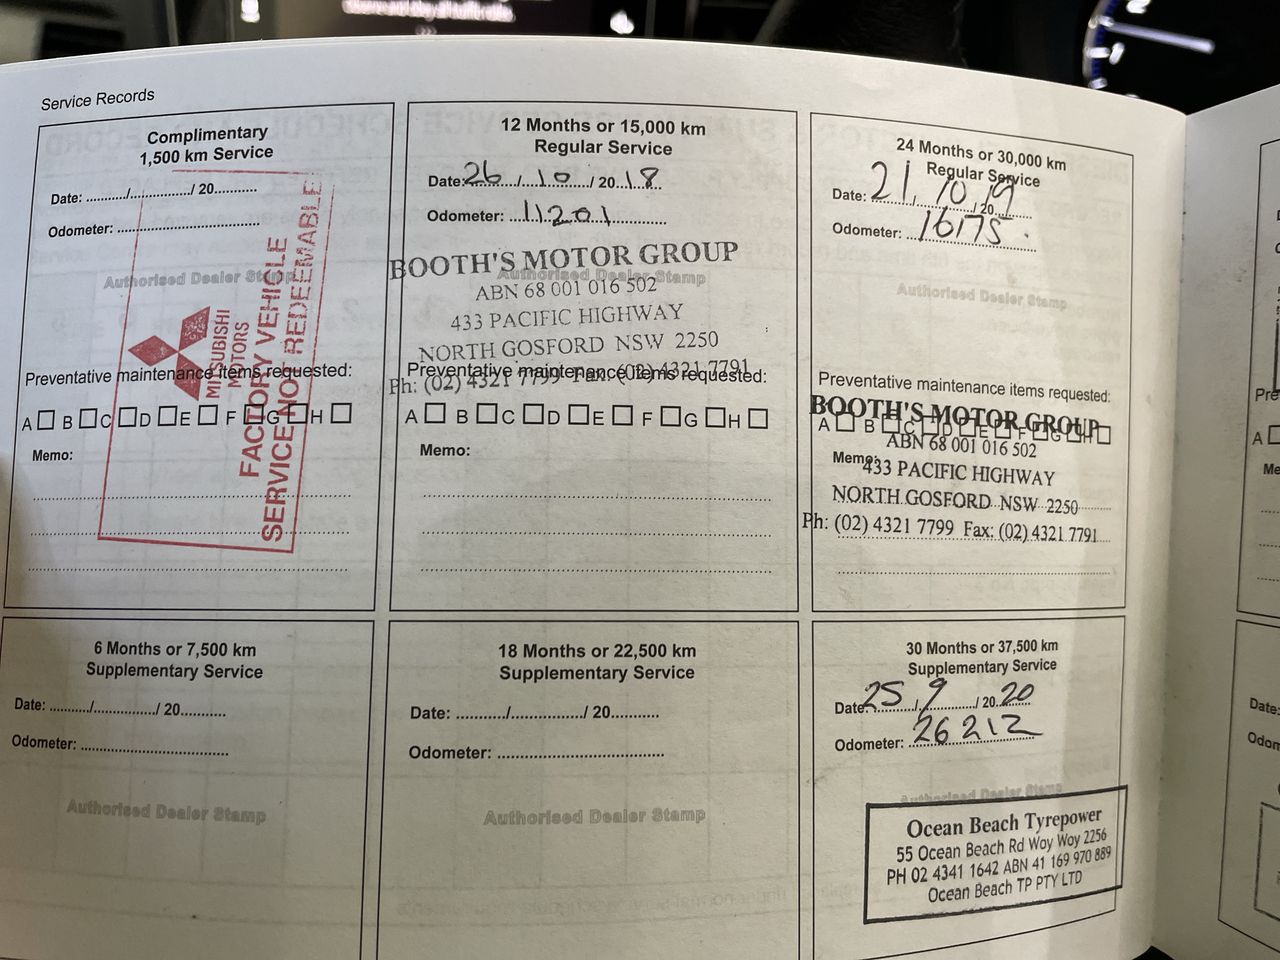 Service Records
Complimentary
1,500 km Service
Date: ........./............../ 20...........
Odometer: ....................................
Authorised Dealer Stamp
MITSUBISHI
MOTORS
FACTORY VEHICLE
SERVICE NOT REDEEMABLE
Preventative maintenance items requested:
A B C D E F G H
Memo:
12 Months or 15,000 km
Regular Service
Date: 26 / 10 / 20 18
Odometer: 11201
Authorised Dealer Stamp
BOOTH'S MOTOR GROUP
ABN 68 001 016 502
433 PACIFIC HIGHWAY
NORTH GOSFORD NSW 2250
Ph: (02) 4321 7799 Fax: (02) 4321 7791
Preventative maintenance items requested:
A B C D E F G H
Memo:
24 Months or 30,000 km
Regular Service
Date: 21 / 10 / 20 19
Odometer: 16175
Authorised Dealer Stamp
Preventative maintenance items requested:
A B C D E F G H
BOOTH'S MOTOR GROUP
ABN 68 001 016 502
Memo:
433 PACIFIC HIGHWAY
NORTH GOSFORD NSW 2250
Ph: (02) 4321 7799 Fax: (02) 4321 7791
6 Months or 7,500 km
Supplementary Service
Date: ........./............../ 20...........
Odometer: ....................................
Authorised Dealer Stamp
18 Months or 22,500 km
Supplementary Service
Date: ............/................./ 20............
Odometer: .........................................
Authorised Dealer Stamp
30 Months or 37,500 km
Supplementary Service
Date: 25 / 9 / 20 20
Odometer: 26212
Authorised Dealer Stamp
Ocean Beach Tyrepower
55 Ocean Beach Rd Woy Woy 2256
PH 02 4341 1642 ABN 41 169 970 889
Ocean Beach TP PTY LTD
A
Date: